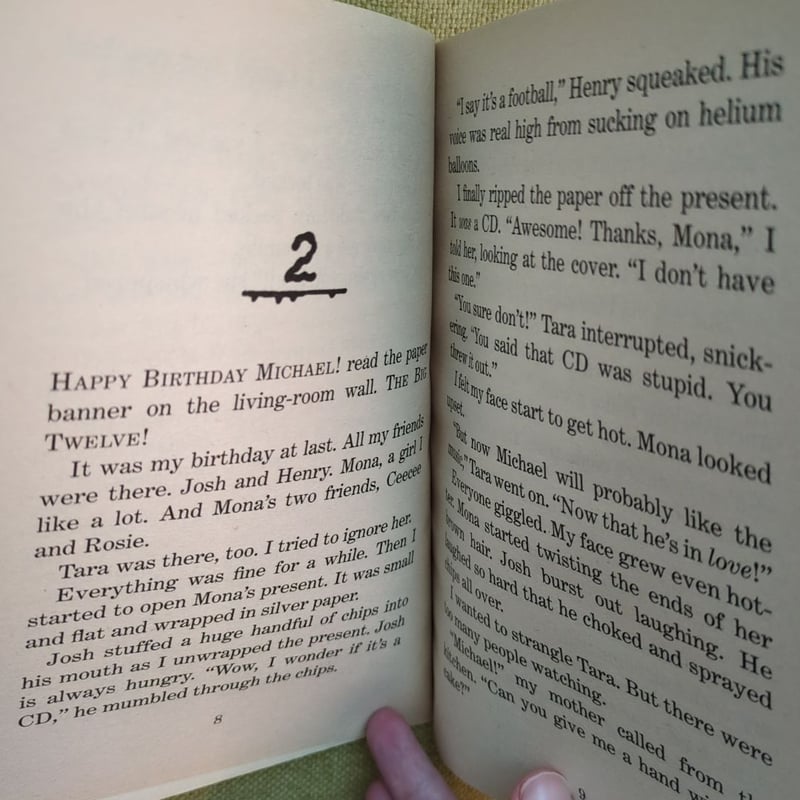 2
HAPPY BIRTHDAY MICHAEL! read the paper
banner on the living-room wall. THE BIG
TWELVE!
It was my birthday at last. All my friends
were there. Josh and Henry. Mona, a girl I
like a lot. And Mona's two friends, Ceecee
and Rosie.
Tara was there, too. I tried to ignore her.
Everything was fine for a while. Then I
started to open Mona's present. It was small
and flat and wrapped in silver paper.
Josh stuffed a huge handful of chips into
his mouth as I unwrapped the present. Josh
is always hungry. "Wow, I wonder if it's a
CD," he mumbled through the chips.
8
"I say it's a football," Henry squeaked. His
voice was real high from sucking on helium
balloons.
I finally ripped the paper off the present.
It was a CD. "Awesome! Thanks, Mona," I
told her, looking at the cover. "I don't have
this one."
"You sure don't!" Tara interrupted, snick-
ering. "You said that CD was stupid. You
threw it out."
I felt my face start to get hot. Mona looked
upset.
"But now Michael will probably like the
music," Tara went on. "Now that he's in love!"
Everyone giggled. My face grew even hot-
ter. Mona started twisting the ends of her
brown hair. Josh burst out laughing. He
laughed so hard that he choked and sprayed
chips all over.
I wanted to strangle Tara. But there were
too many people watching.
"Michael!" my mother called from the
kitchen. "Can you give me a hand
cake?"
9